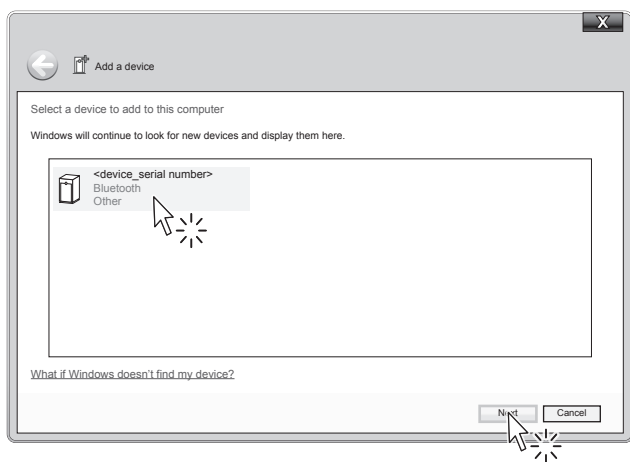 X
Add a device
Select a device to add to this computer
Windows will continue to look for new devices and display them here.
<device_serial number>
Bluetooth
Other
What if Windows doesn't find my device?
Next
Cancel